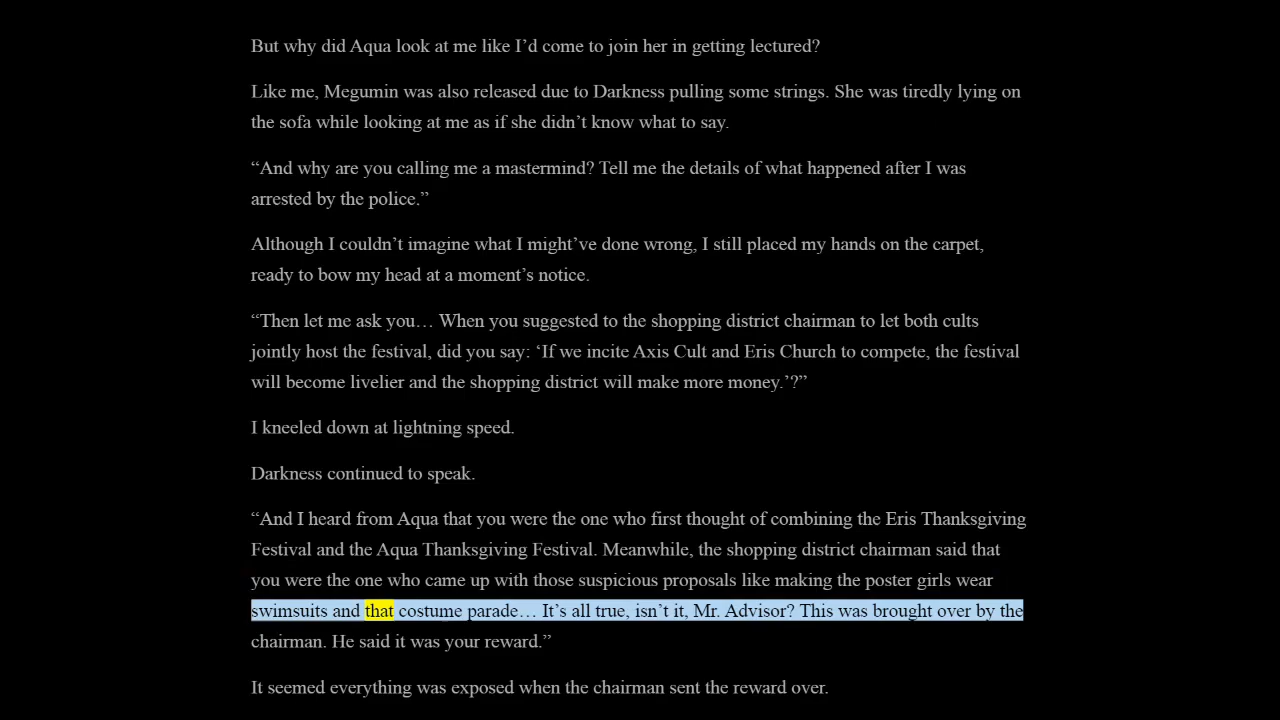 But why did Aqua look at me like I’d come to join her in getting lectured?
Like me, Megumin was also released due to Darkness pulling some strings. She was tiredly lying on
the sofa while looking at me as if she didn’t know what to say.
“And why are you calling me a mastermind? Tell me the details of what happened after I was
arrested by the police.”
Although I couldn’t imagine what I might’ve done wrong, I still placed my hands on the carpet,
ready to bow my head at a moment’s notice.
“Then let me ask you… When you suggested to the shopping district chairman to let both cults
jointly host the festival, did you say: ‘If we incite Axis Cult and Eris Church to compete, the festival
will become livelier and the shopping district will make more money.’?”
I kneeled down at lightning speed.
Darkness continued to speak.
“And I heard from Aqua that you were the one who first thought of combining the Eris Thanksgiving
Festival and the Aqua Thanksgiving Festival. Meanwhile, the shopping district chairman said that
you were the one who came up with those suspicious proposals like making the poster girls wear
swimsuits and that costume parade… It’s all true, isn’t it, Mr. Advisor? This was brought over by the
chairman. He said it was your reward.”
It seemed everything was exposed when the chairman sent the reward over.